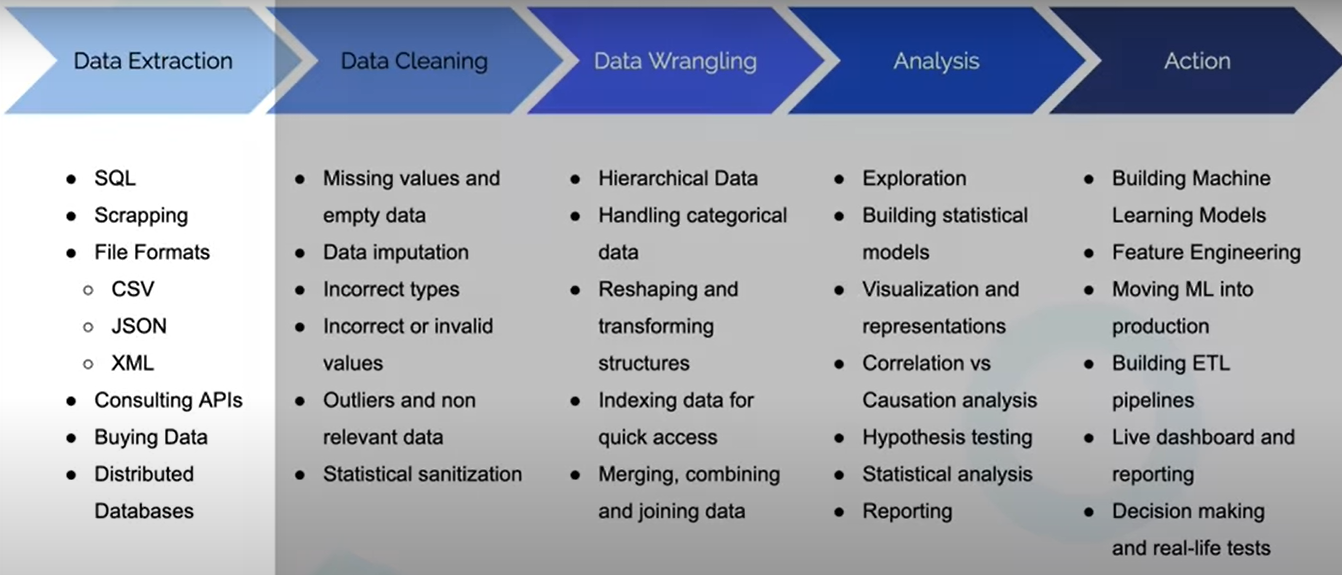 Data Extraction
Data Cleaning
Data Wrangling
Analysis
Action
● SQL
● Scrapping
● File Formats
○ CSV
○ JSON
○ XML
● Consulting APIs
● Buying Data
● Distributed
Databases
● Missing values and
empty data
● Data imputation
● Incorrect types
● Incorrect or invalid
values
● Outliers and non
relevant data
● Statistical sanitization
● Hierarchical Data
● Handling categorical
data
● Reshaping and
transforming
structures
● Indexing data for
quick access
● Merging, combining
and joining data
● Exploration
● Building statistical
models
● Visualization and
representations
● Correlation vs
Causation analysis
● Hypothesis testing
● Statistical analysis
● Reporting
● Building Machine
Learning Models
● Feature Engineering
● Moving ML into
production
● Building ETL
pipelines
● Live dashboard and
reporting
● Decision making
and real-life tests